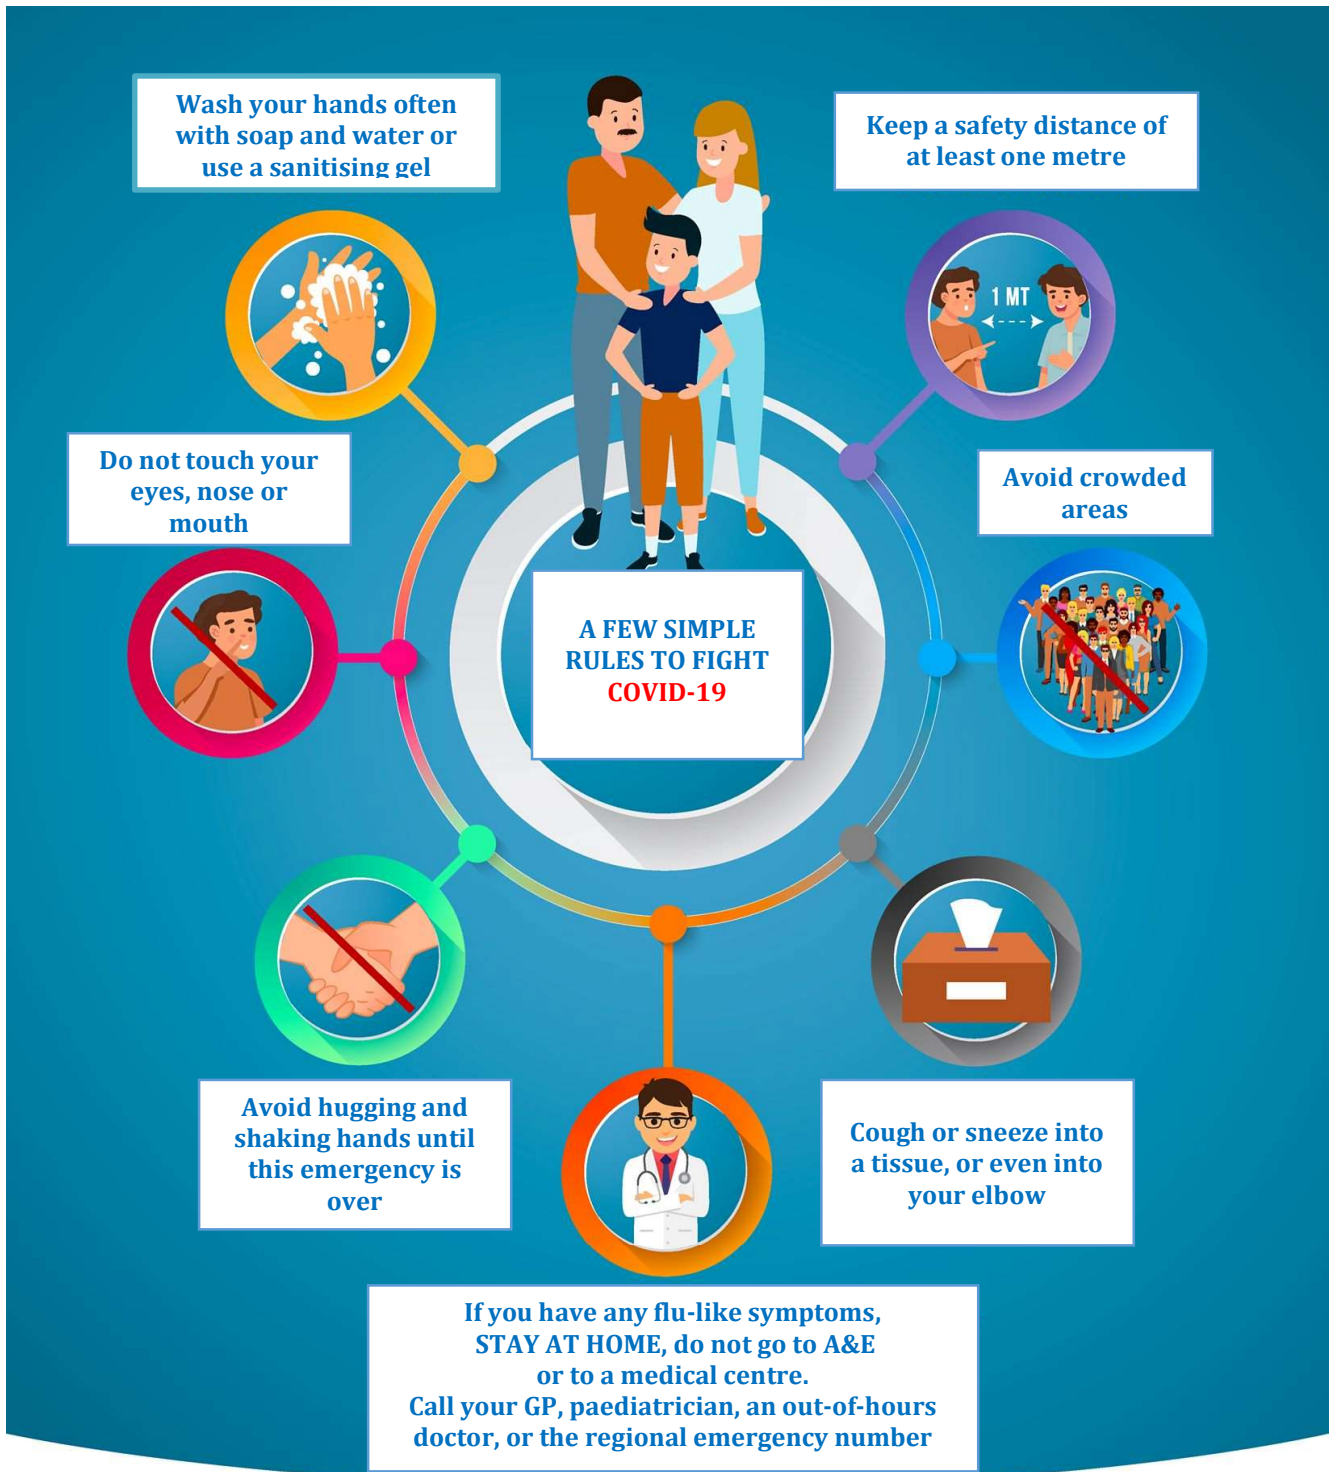 Wash your hands often
with soap and water or
use a sanitising gel
Keep a safety distance of
at least one metre
1 MT
Do not touch your
eyes, nose or
mouth
Avoid crowded
areas
A FEW SIMPLE
RULES TO FIGHT
COVID-19
Avoid hugging and
shaking hands until
this emergency is
over
Cough or sneeze into
a tissue, or even into
your elbow
If you have any flu-like symptoms,
STAY AT HOME, do not go to A&E
or to a medical centre.
Call your GP, paediatrician, an out-of-hours
doctor, or the regional emergency number